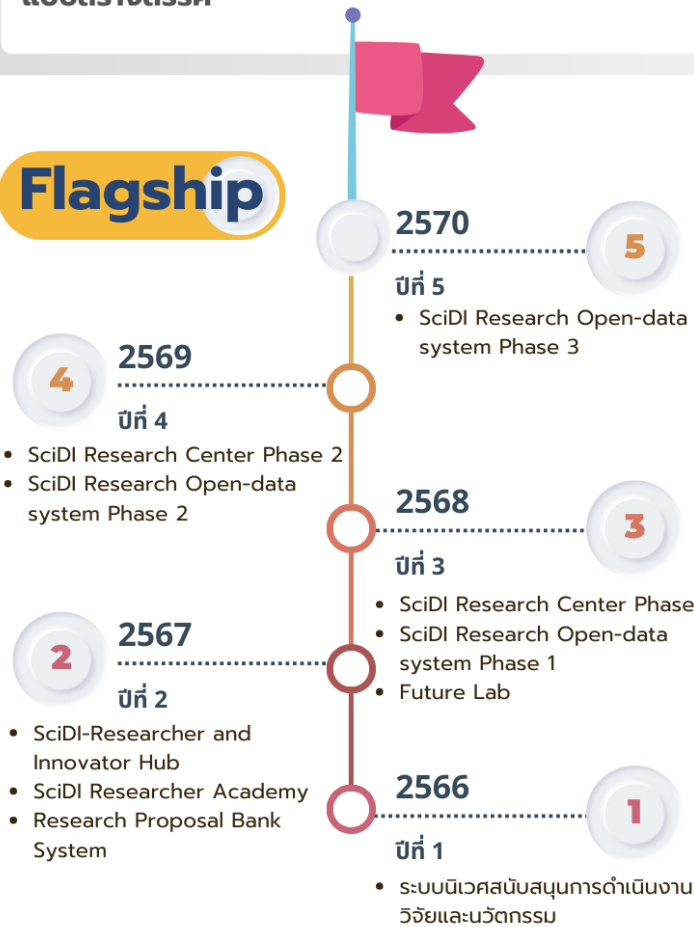 Flagship
2570
5
ปีที่ 5
• SciDI Research Open-data
system Phase 3
2569
4
ปีที่ 4
• SciDI Research Center Phase 2
• SciDI Research Open-data
system Phase 2
2568
3
ปีที่ 3
• SciDI Research Center Phase
• SciDI Research Open-data
system Phase 1
• Future Lab
2567
2
ปีที่ 2
• SciDI-Researcher and
Innovator Hub
• SciDI Researcher Academy
• Research Proposal Bank
System
2566
1
ปีที่ 1
• ระบบนิเวศสนับสนุนการดำเนินงาน
วิจัยและนวัตกรรม